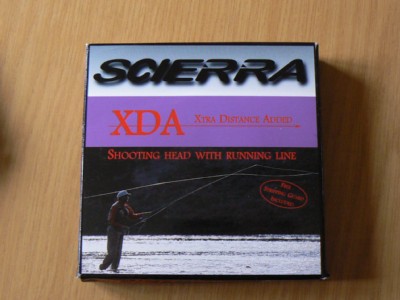 SCIERRA
XDA XTRA DISTANCE ADDED
SHOOTING HEAD WITH RUNNING LINE